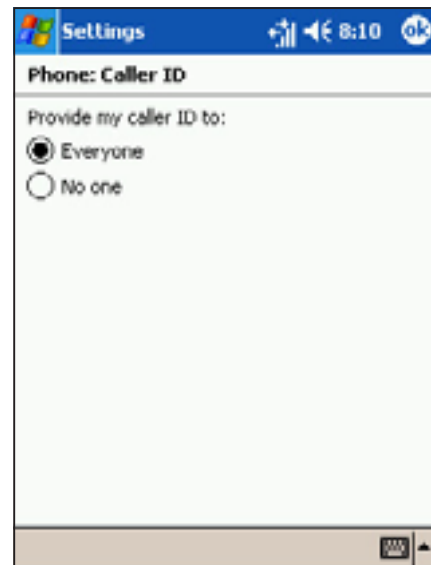 Settings 8:10 ok
Phone: Caller ID
Provide my caller ID to:
Everyone
No one